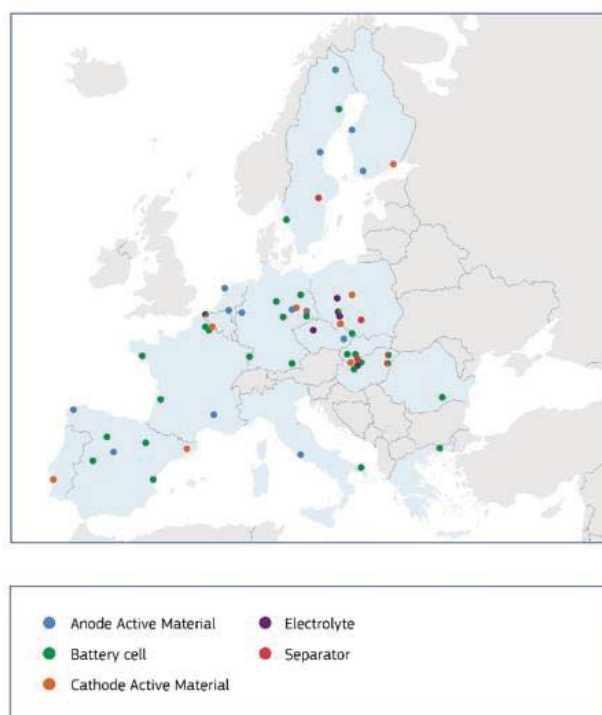 Anode Active Material
Electrolyte
Battery cell
Separator
Cathode Active Material